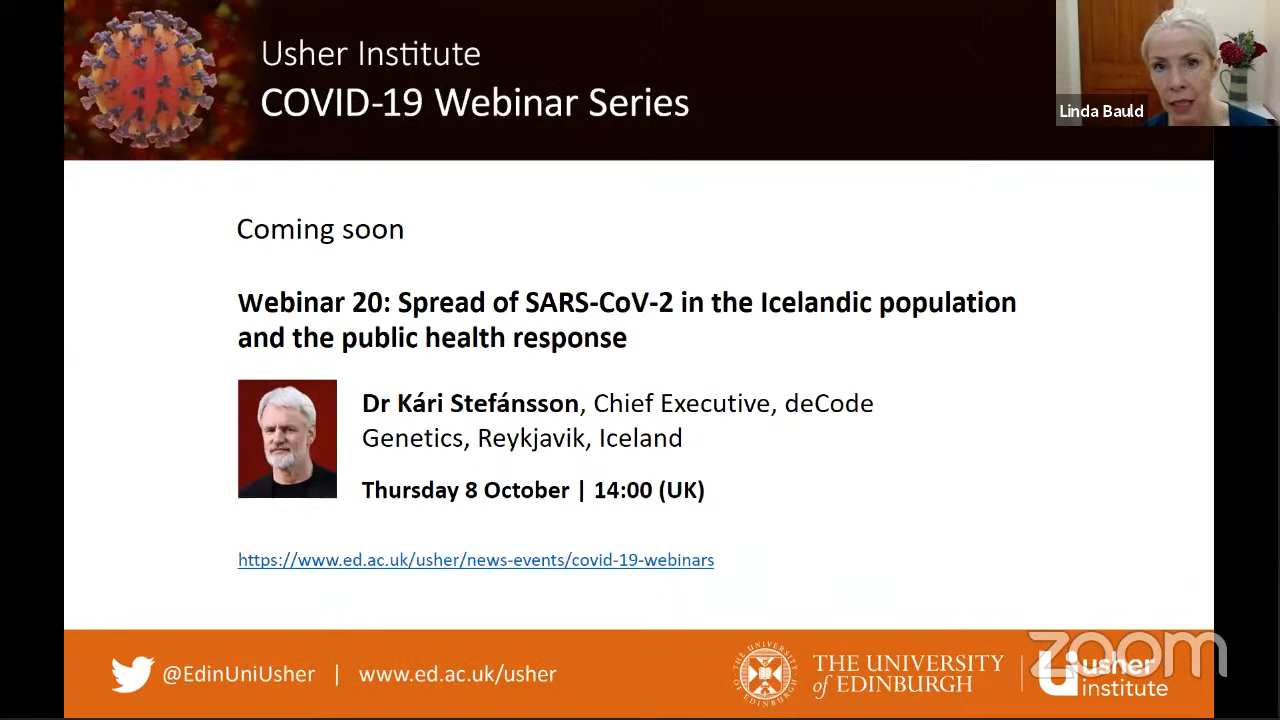 Usher Institute
COVID-19 Webinar Series
Linda Bauld
Coming soon
Webinar 20: Spread of SARS-CoV-2 in the Icelandic population
and the public health response
Dr Kári Stefánsson, Chief Executive, deCode
Genetics, Reykjavik, Iceland
Thursday 8 October | 14:00 (UK)
https://www.ed.ac.uk/usher/news-events/covid-19-webinars
@EdinUniUsher | www.ed.ac.uk/usher
THE UNIVERSITY
of EDINBURGH
usher
institute
zoom